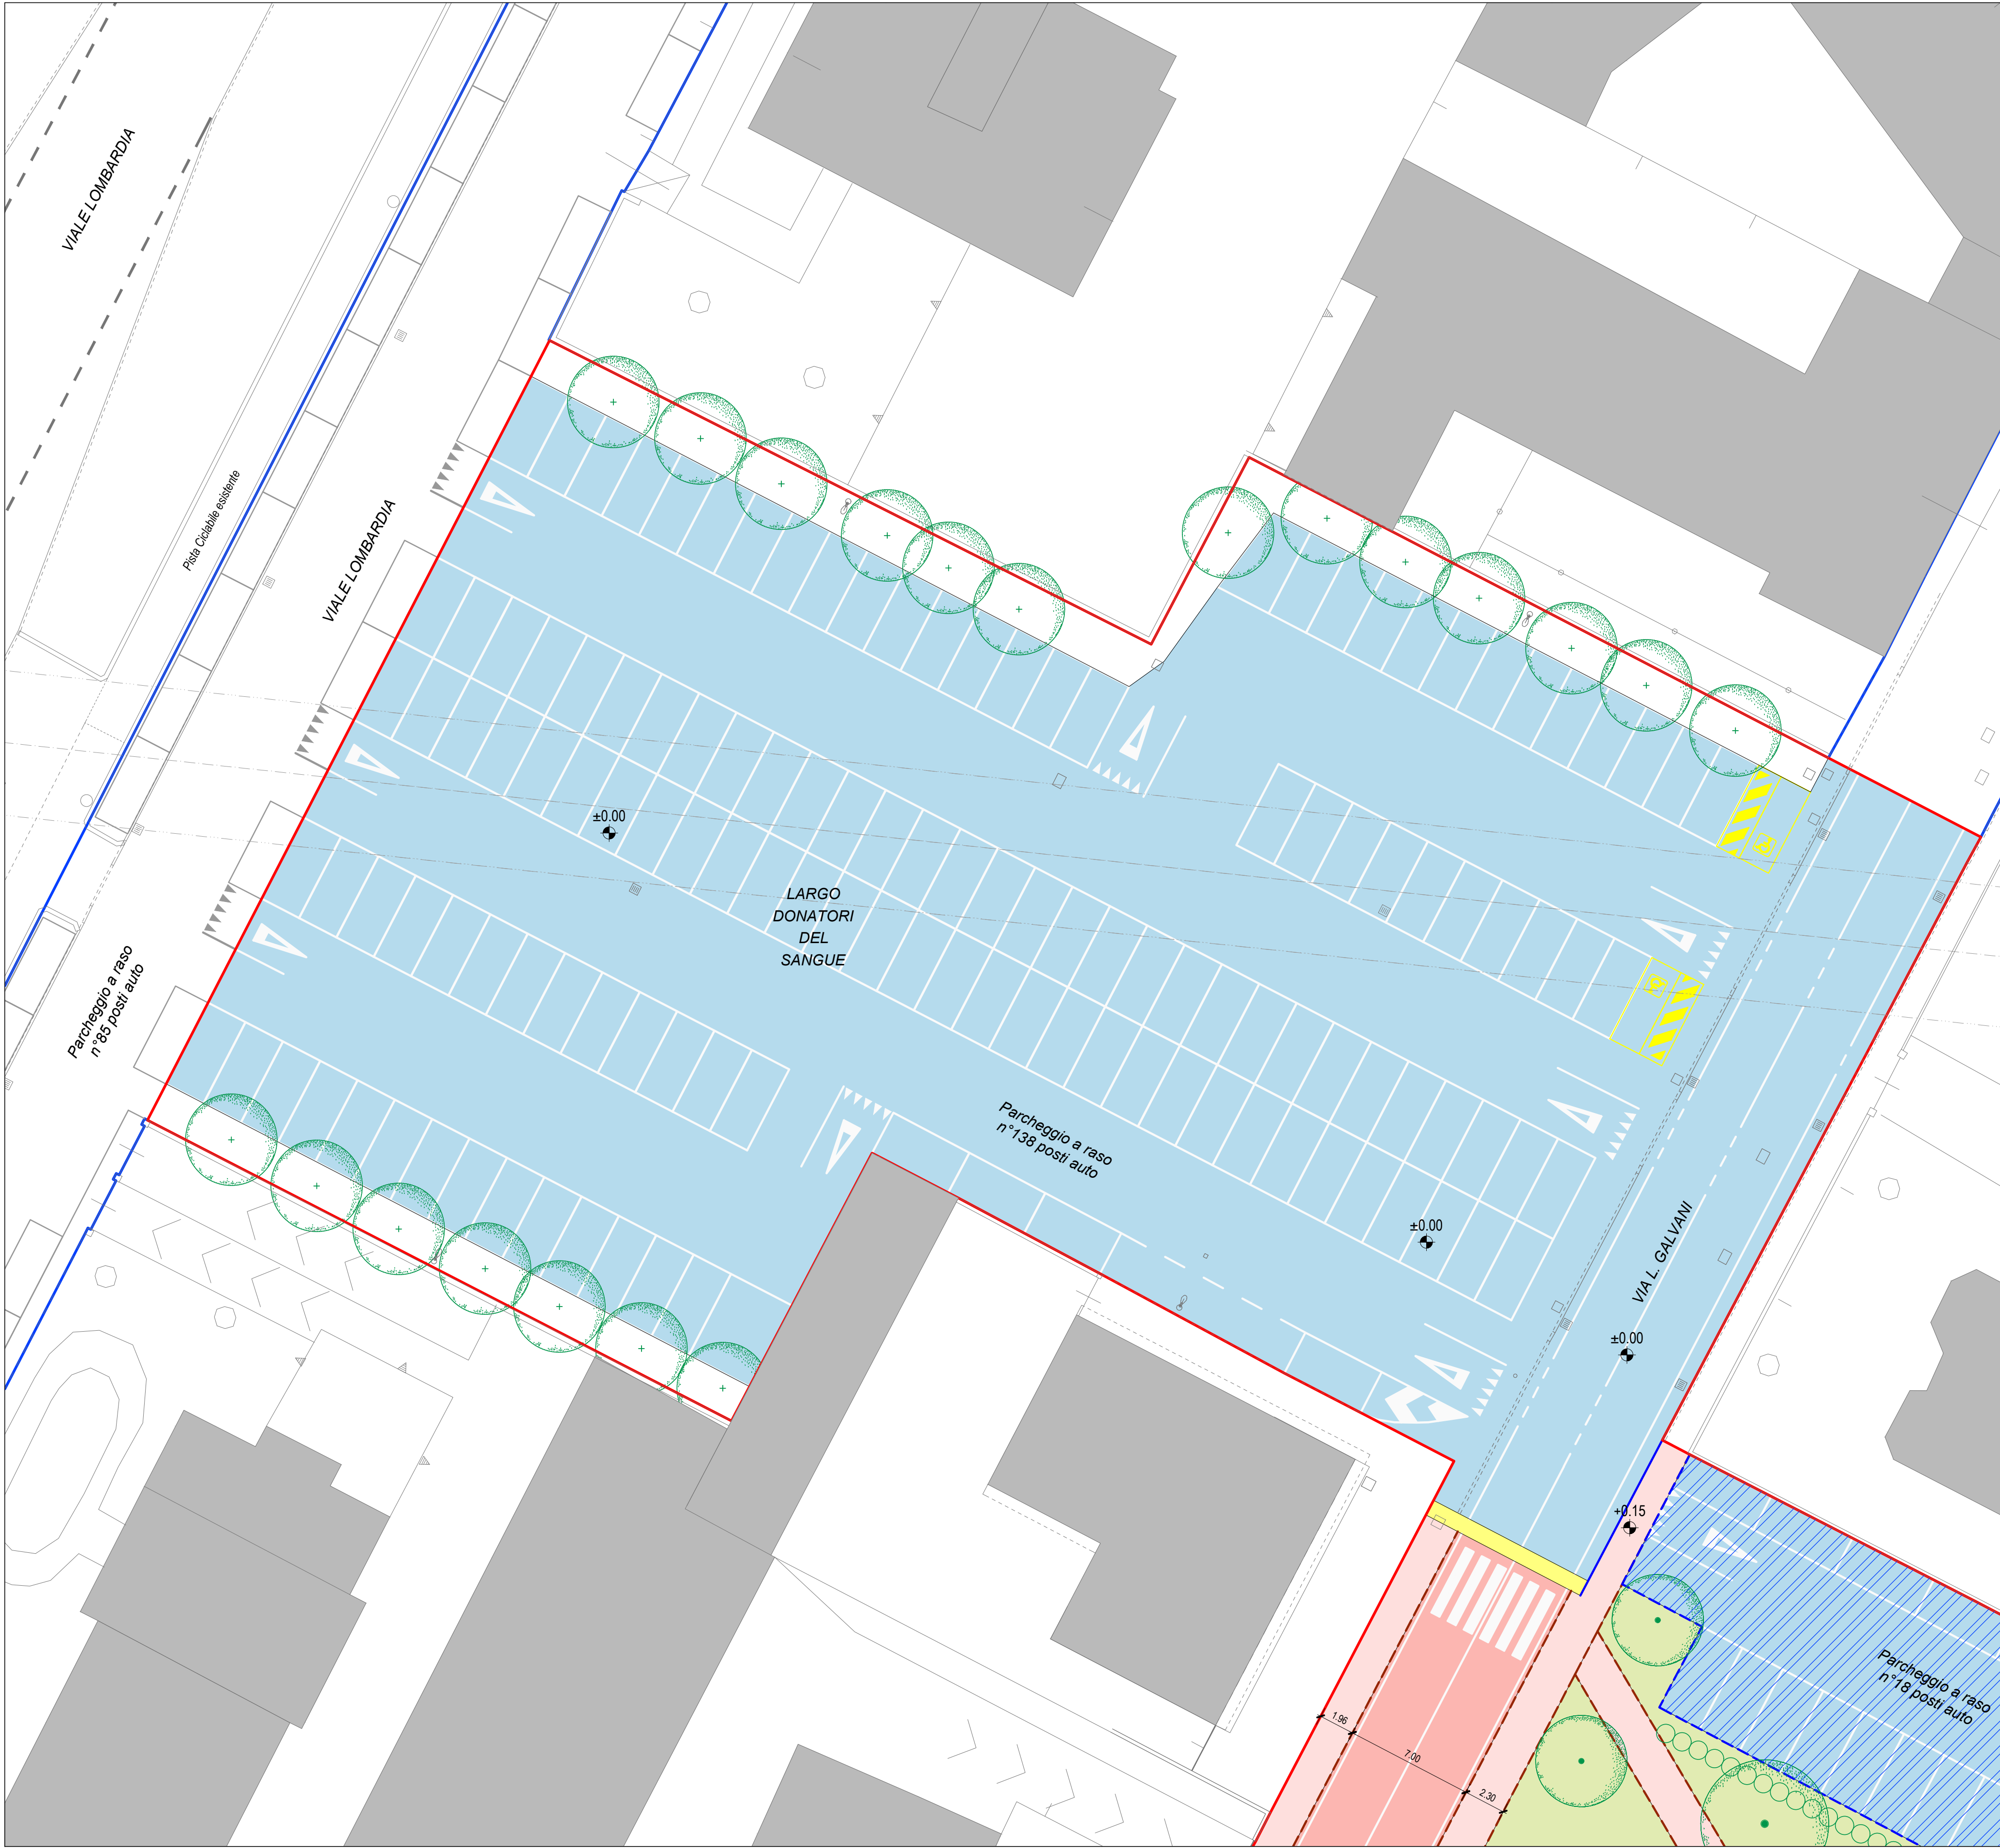 VIALE LOMBARDIA
Pista Ciclabile esistente
VIALE LOMBARDIA
±0.00
LARGO
DONATORI
DEL
SANGUE
Parcheggio a raso
n°85 posti auto
Parcheggio a raso
n°138 posti auto
±0.00
VIA L. GALVANI
±0.00
+0.15
Parcheggio a raso
n°18 posti auto
1.96
7.00
2.30